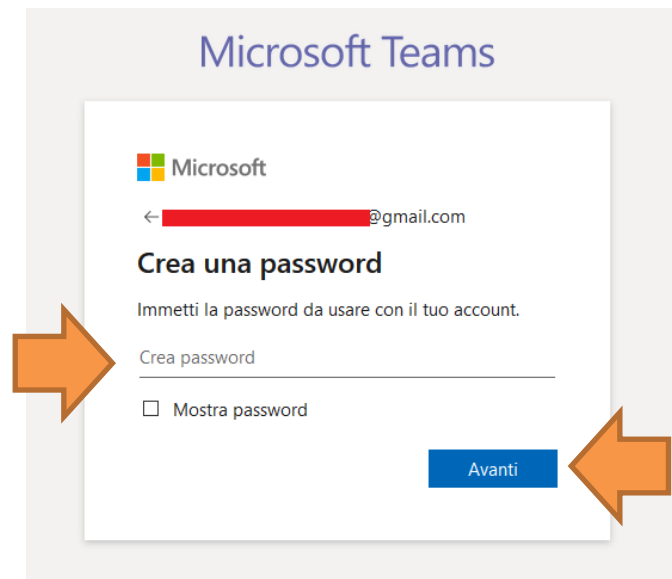 Microsoft Teams
Microsoft
@gmail.com
Crea una password
Immetti la password da usare con il tuo account.
Crea password
Mostra password
Avanti